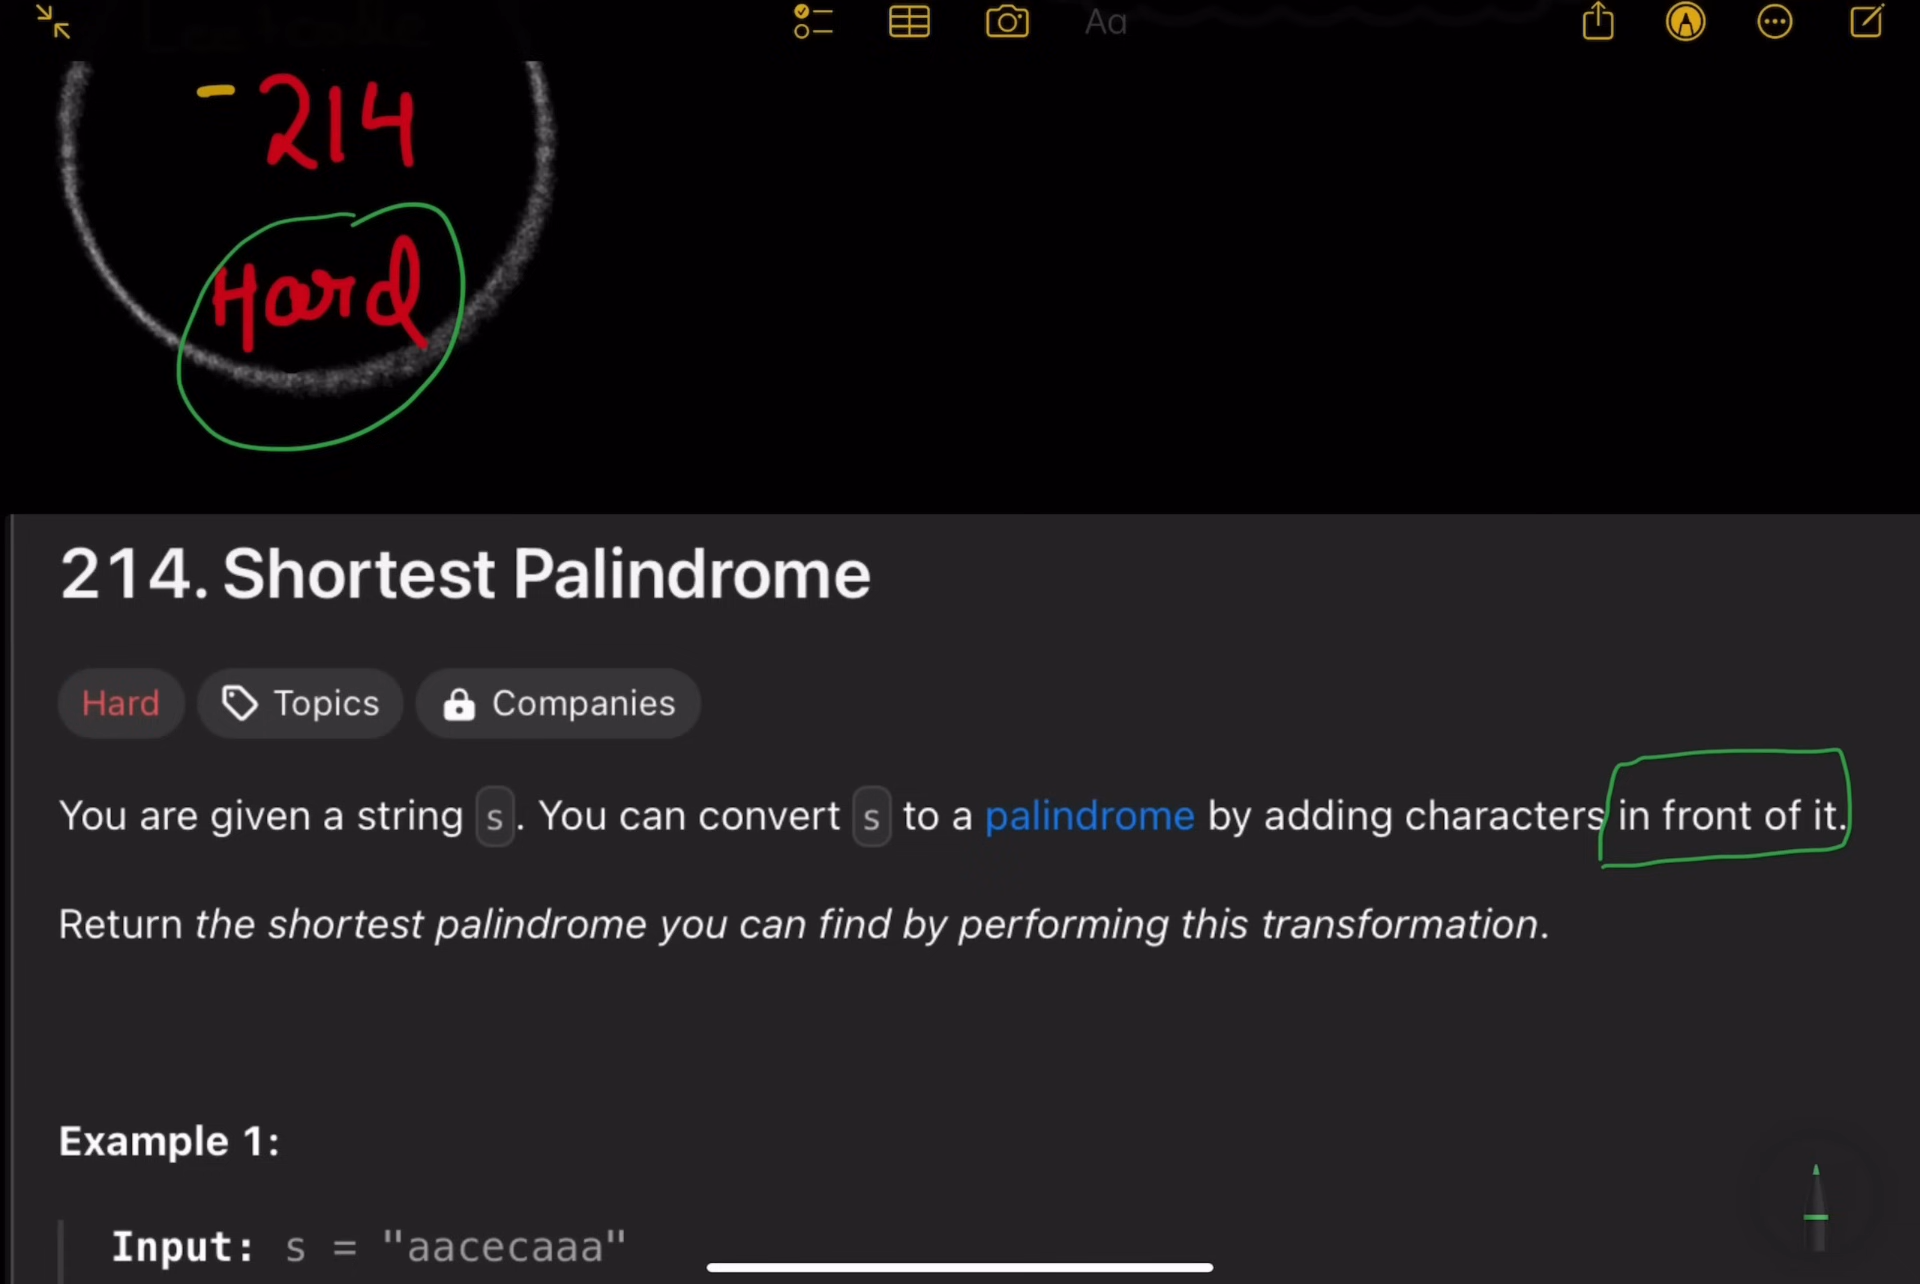 Aa
- 214
Hard
214. Shortest Palindrome
Hard Topics Companies
You are given a string s. You can convert s to a palindrome by adding characters in front of it.
Return the shortest palindrome you can find by performing this transformation.
Example 1:
Input: s = "aacecaaa"